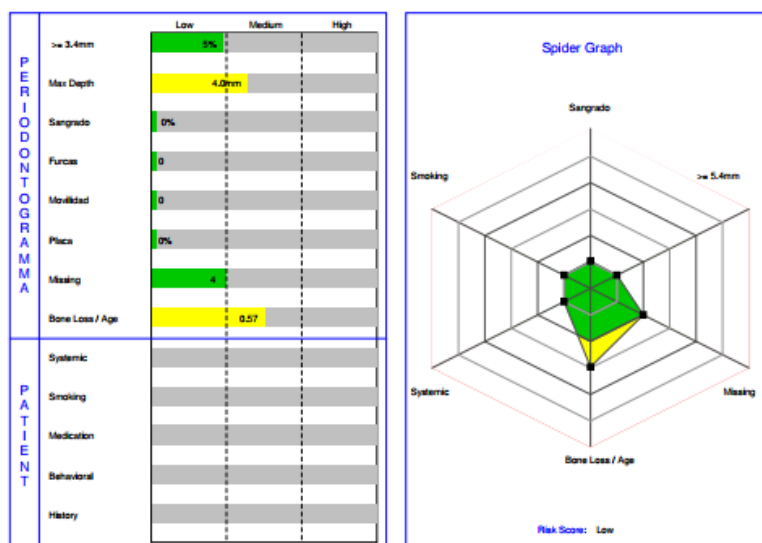 Low Medium High
PERIODONTOGRAMMA
>= 3.4mm 5%
Max Depth 4.0mm
Sangrado 0%
Furcas 0
Movilidad 0
Placa 0%
Missing 4
Bone Loss / Age 0.57
PATIENT
Systemic
Smoking
Medication
Behavioral
History
Spider Graph
Sangrado
Smoking >= 5.4mm
Systemic Missing
Bone Loss / Age
Risk Score: Low